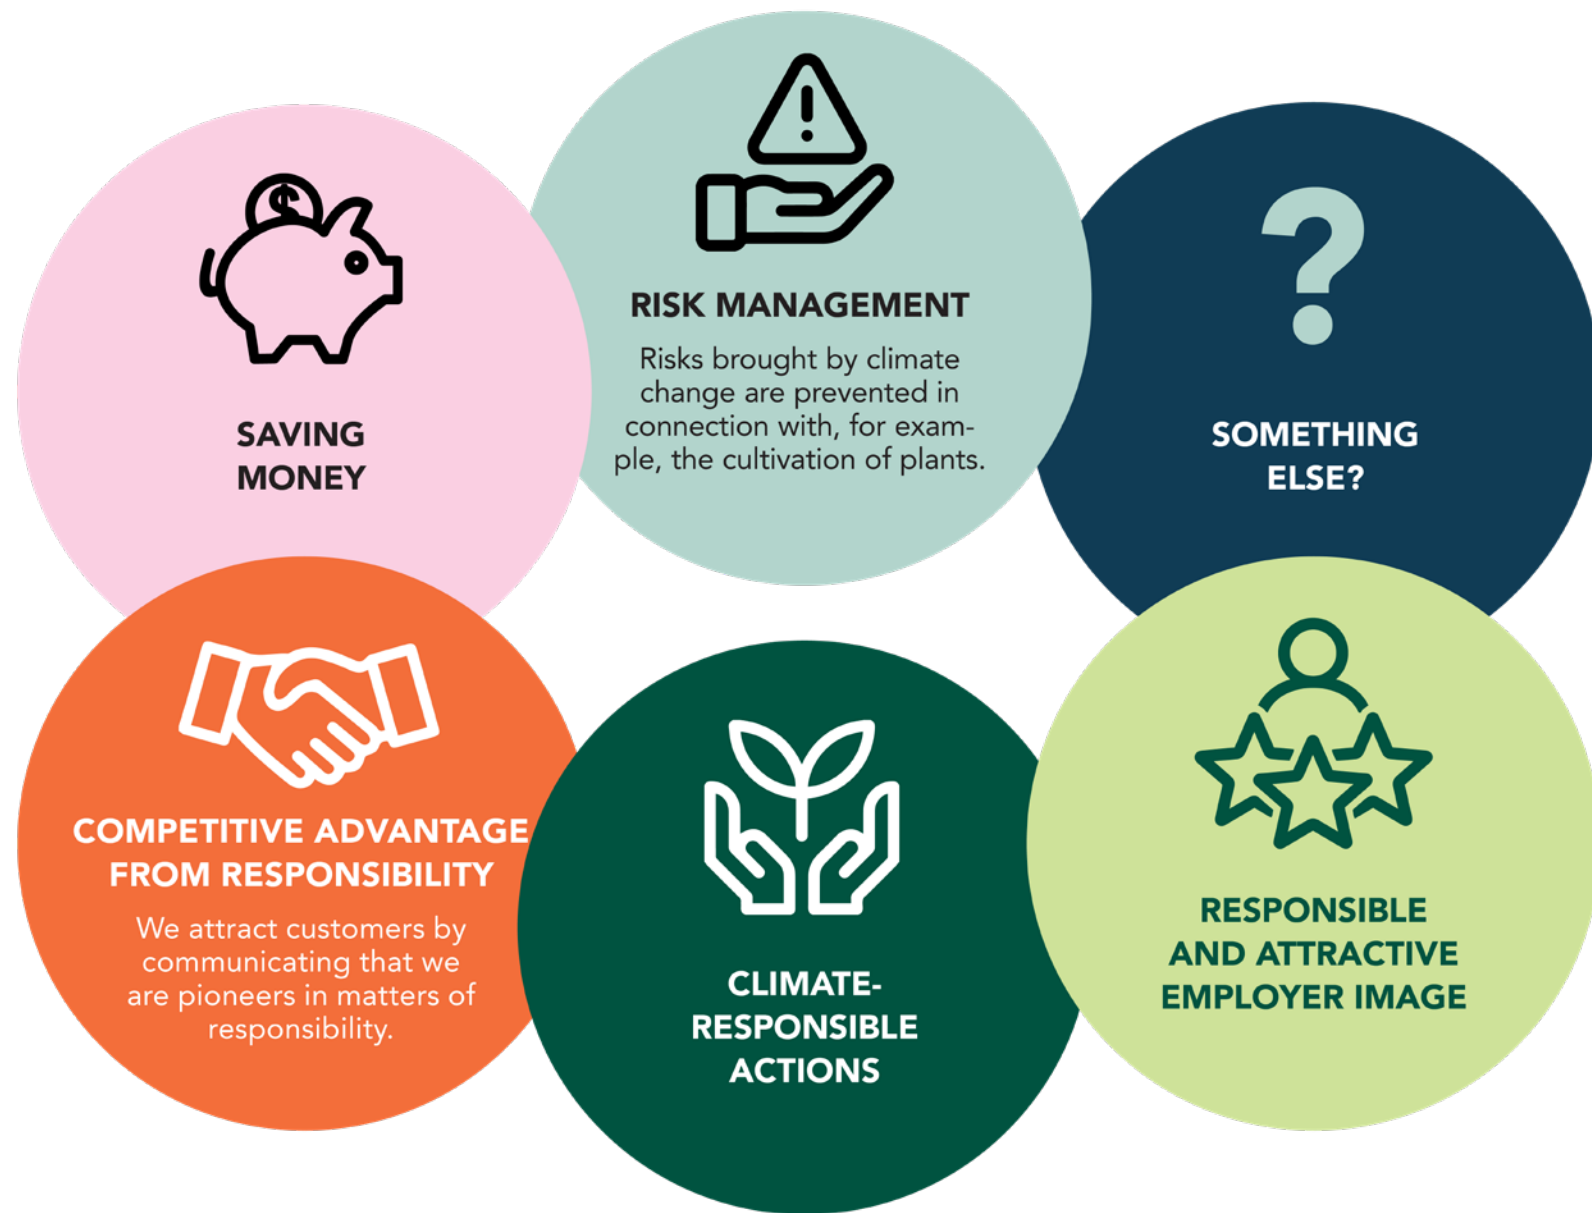 SAVING
MONEY
RISK MANAGEMENT
Risks brought by climate
change are prevented in
connection with, for exam-
ple, the cultivation of plants.
?
SOMETHING
ELSE?
COMPETITIVE ADVANTAGE
FROM RESPONSIBILITY
We attract customers by
communicating that we
are pioneers in matters of
responsibility.
CLIMATE-
RESPONSIBLE
ACTIONS
RESPONSIBLE
AND ATTRACTIVE
EMPLOYER IMAGE